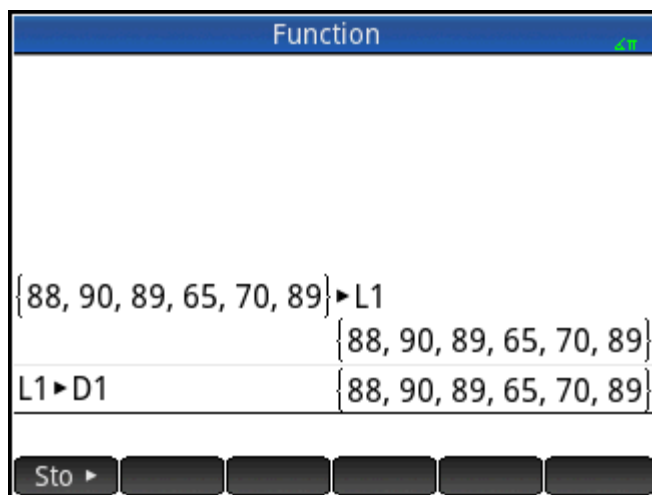 Function
∡π
{88, 90, 89, 65, 70, 89}▶L1
{88, 90, 89, 65, 70, 89}
L1▶D1 {88, 90, 89, 65, 70, 89}
Sto ▶